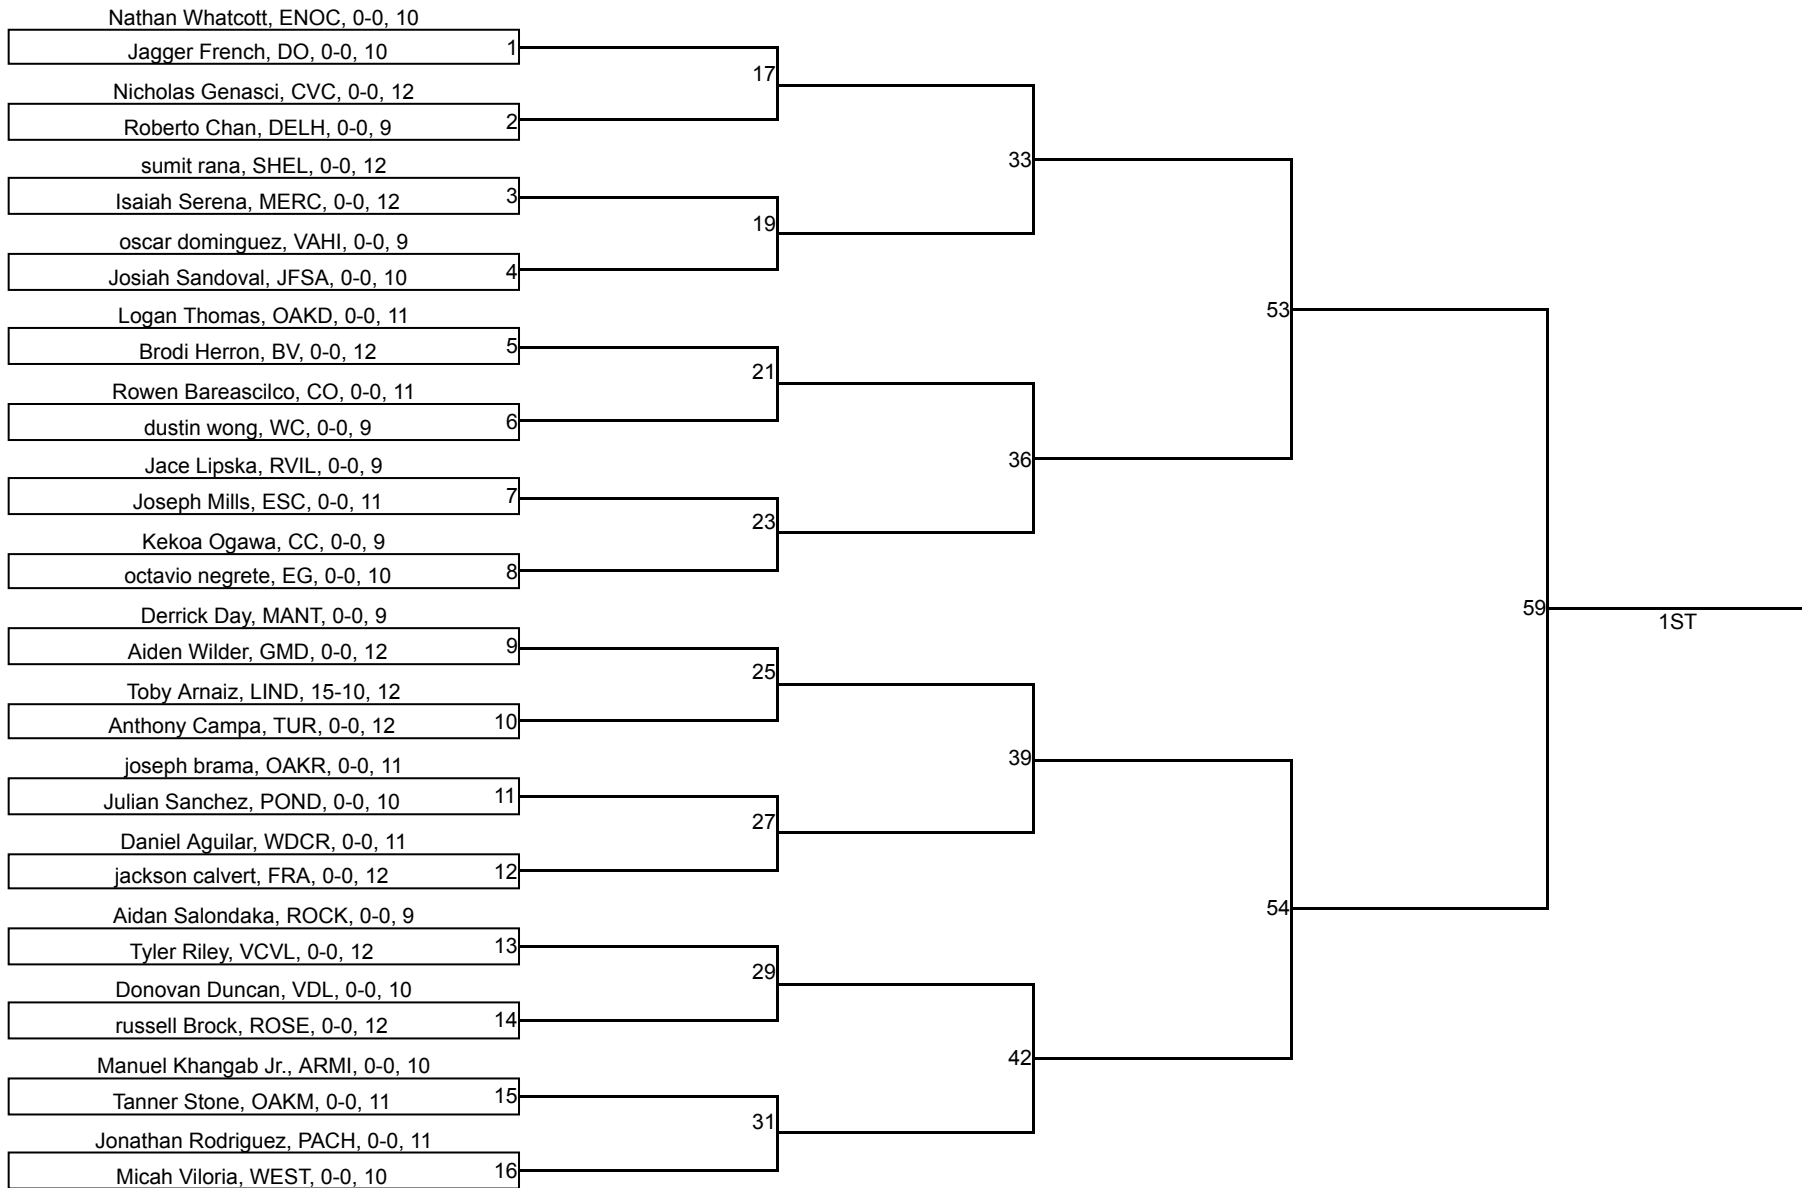 Nathan Whatcott, ENOC, 0-0, 10
Jagger French, DO, 0-0, 10
1
Nicholas Genasci, CVC, 0-0, 12
Roberto Chan, DELH, 0-0, 9
2
sumit rana, SHEL, 0-0, 12
Isaiah Serena, MERC, 0-0, 12
3
oscar dominguez, VAHI, 0-0, 9
Josiah Sandoval, JFSA, 0-0, 10
4
Logan Thomas, OAKD, 0-0, 11
Brodi Herron, BV, 0-0, 12
5
Rowen Bareascilco, CO, 0-0, 11
dustin wong, WC, 0-0, 9
6
Jace Lipska, RVIL, 0-0, 9
Joseph Mills, ESC, 0-0, 11
7
Kekoa Ogawa, CC, 0-0, 9
octavio negrete, EG, 0-0, 10
8
Derrick Day, MANT, 0-0, 9
Aiden Wilder, GMD, 0-0, 12
9
Toby Arnaiz, LIND, 15-10, 12
Anthony Campa, TUR, 0-0, 12
10
joseph brama, OAKR, 0-0, 11
Julian Sanchez, POND, 0-0, 10
11
Daniel Aguilar, WDCR, 0-0, 11
jackson calvert, FRA, 0-0, 12
12
Aidan Salondaka, ROCK, 0-0, 9
Tyler Riley, VCVL, 0-0, 12
13
Donovan Duncan, VDL, 0-0, 10
russell Brock, ROSE, 0-0, 12
14
Manuel Khangab Jr., ARMI, 0-0, 10
Tanner Stone, OAKM, 0-0, 11
15
Jonathan Rodriguez, PACH, 0-0, 11
Micah Viloria, WEST, 0-0, 10
16
17
19
21
23
25
27
29
31
33
36
39
42
53
54
59
1ST